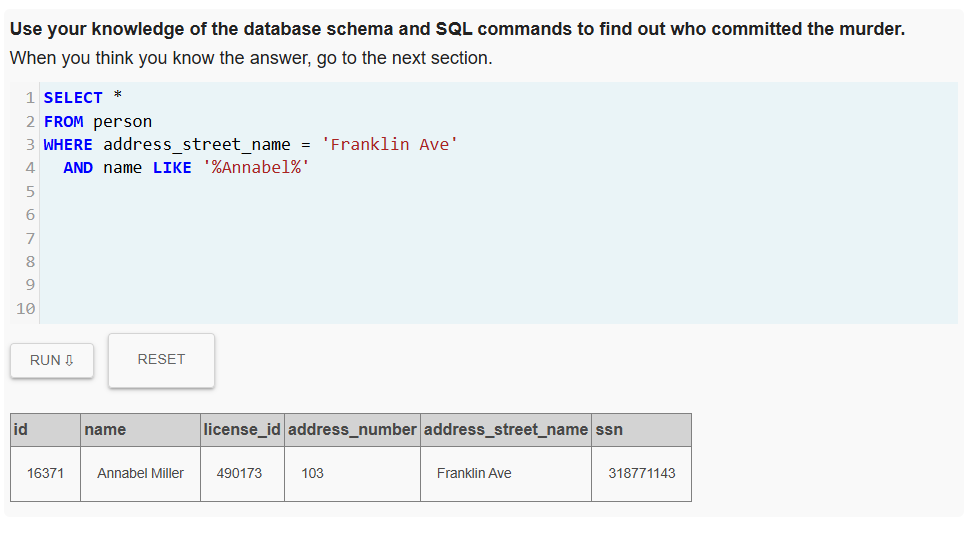 Use your knowledge of the database schema and SQL commands to find out who committed the murder.
When you think you know the answer, go to the next section.
1 SELECT *
2 FROM person
3 WHERE address_street_name = 'Franklin Ave'
4 AND name LIKE '%Annabel%'
5
6
7
8
9
10
RUN ⇩ RESET
id name license_id address_number address_street_name ssn
16371 Annabel Miller 490173 103 Franklin Ave 318771143